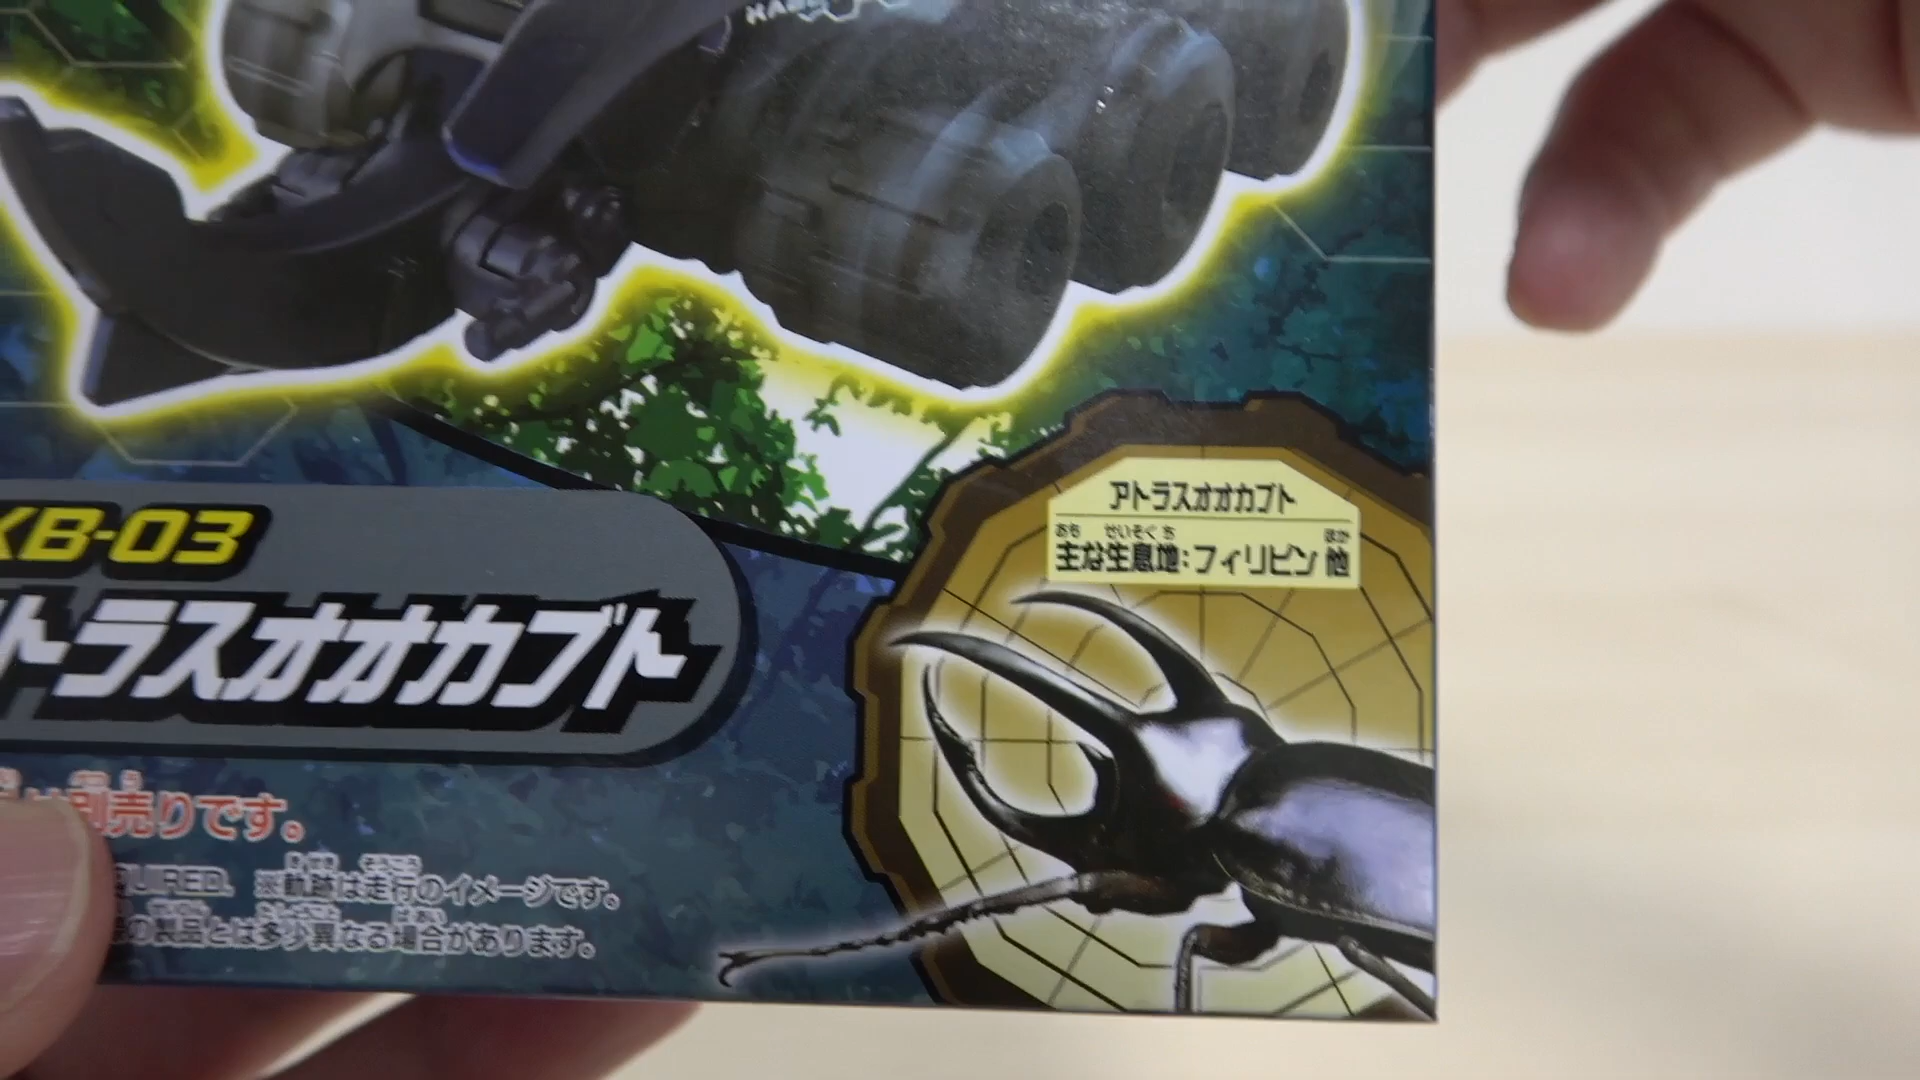 KB-03
トラスオオカブト
アトラスオオカブト
おも せいそくち ほか
主な生息地：フィリピン 他
は別売りです。
QUIRED. ※軌跡は走行のイメージです。
の製品とは多少異なる場合があります。